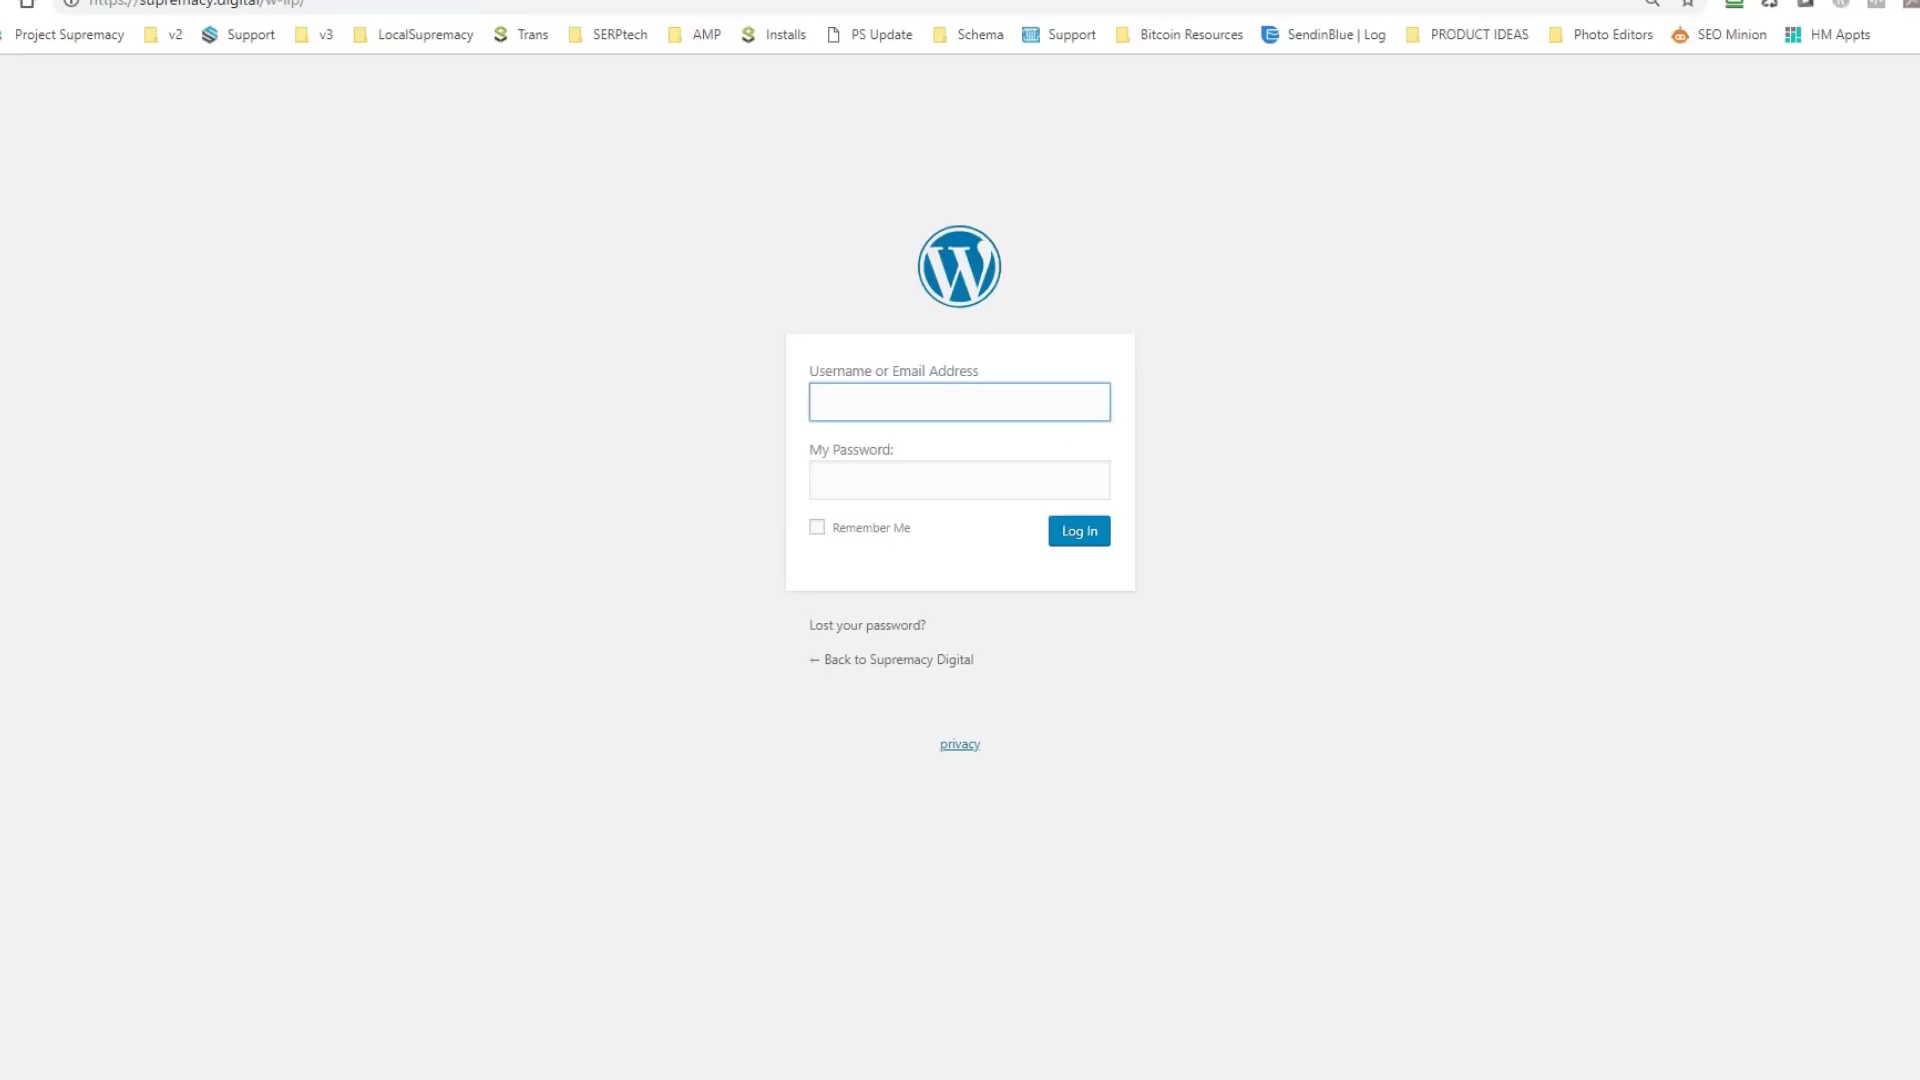 https://supremacy.digital/
Project Supremacy v2 Support v3 LocalSupremacy Trans SERPtech AMP Installs PS Update Schema Support Bitcoin Resources SendinBlue | Log PRODUCT IDEAS Photo Editors SEO Minion HM Appts
Username or Email Address
My Password:
Remember Me
Log In
Lost your password?
← Back to Supremacy Digital
privacy